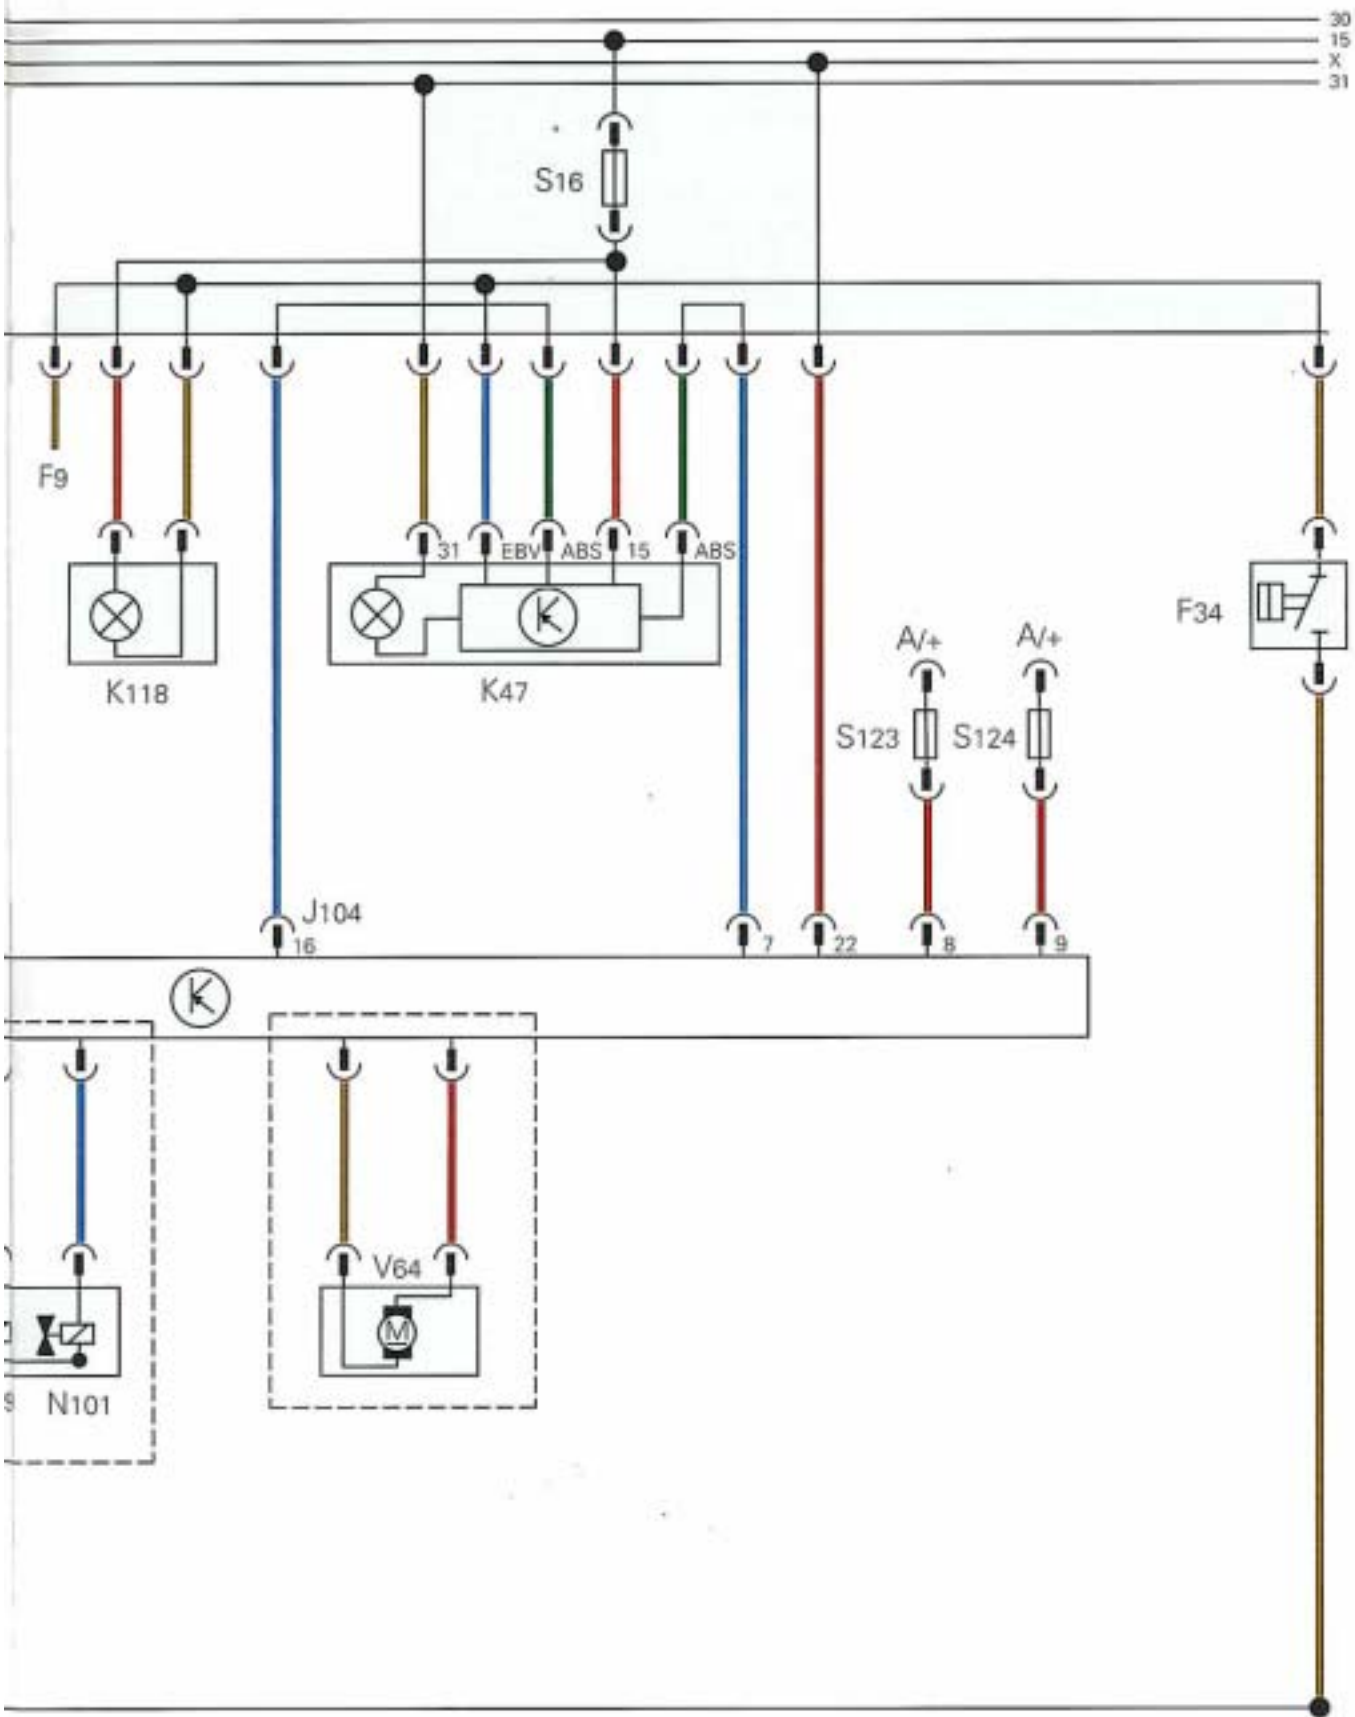 30
15
X
31
S16
F9
31 EBV ABS 15 ABS
F34
A/+ A/+
K118 K47
S123 S124
J104
16 7 22 8 9
V64
M
N101